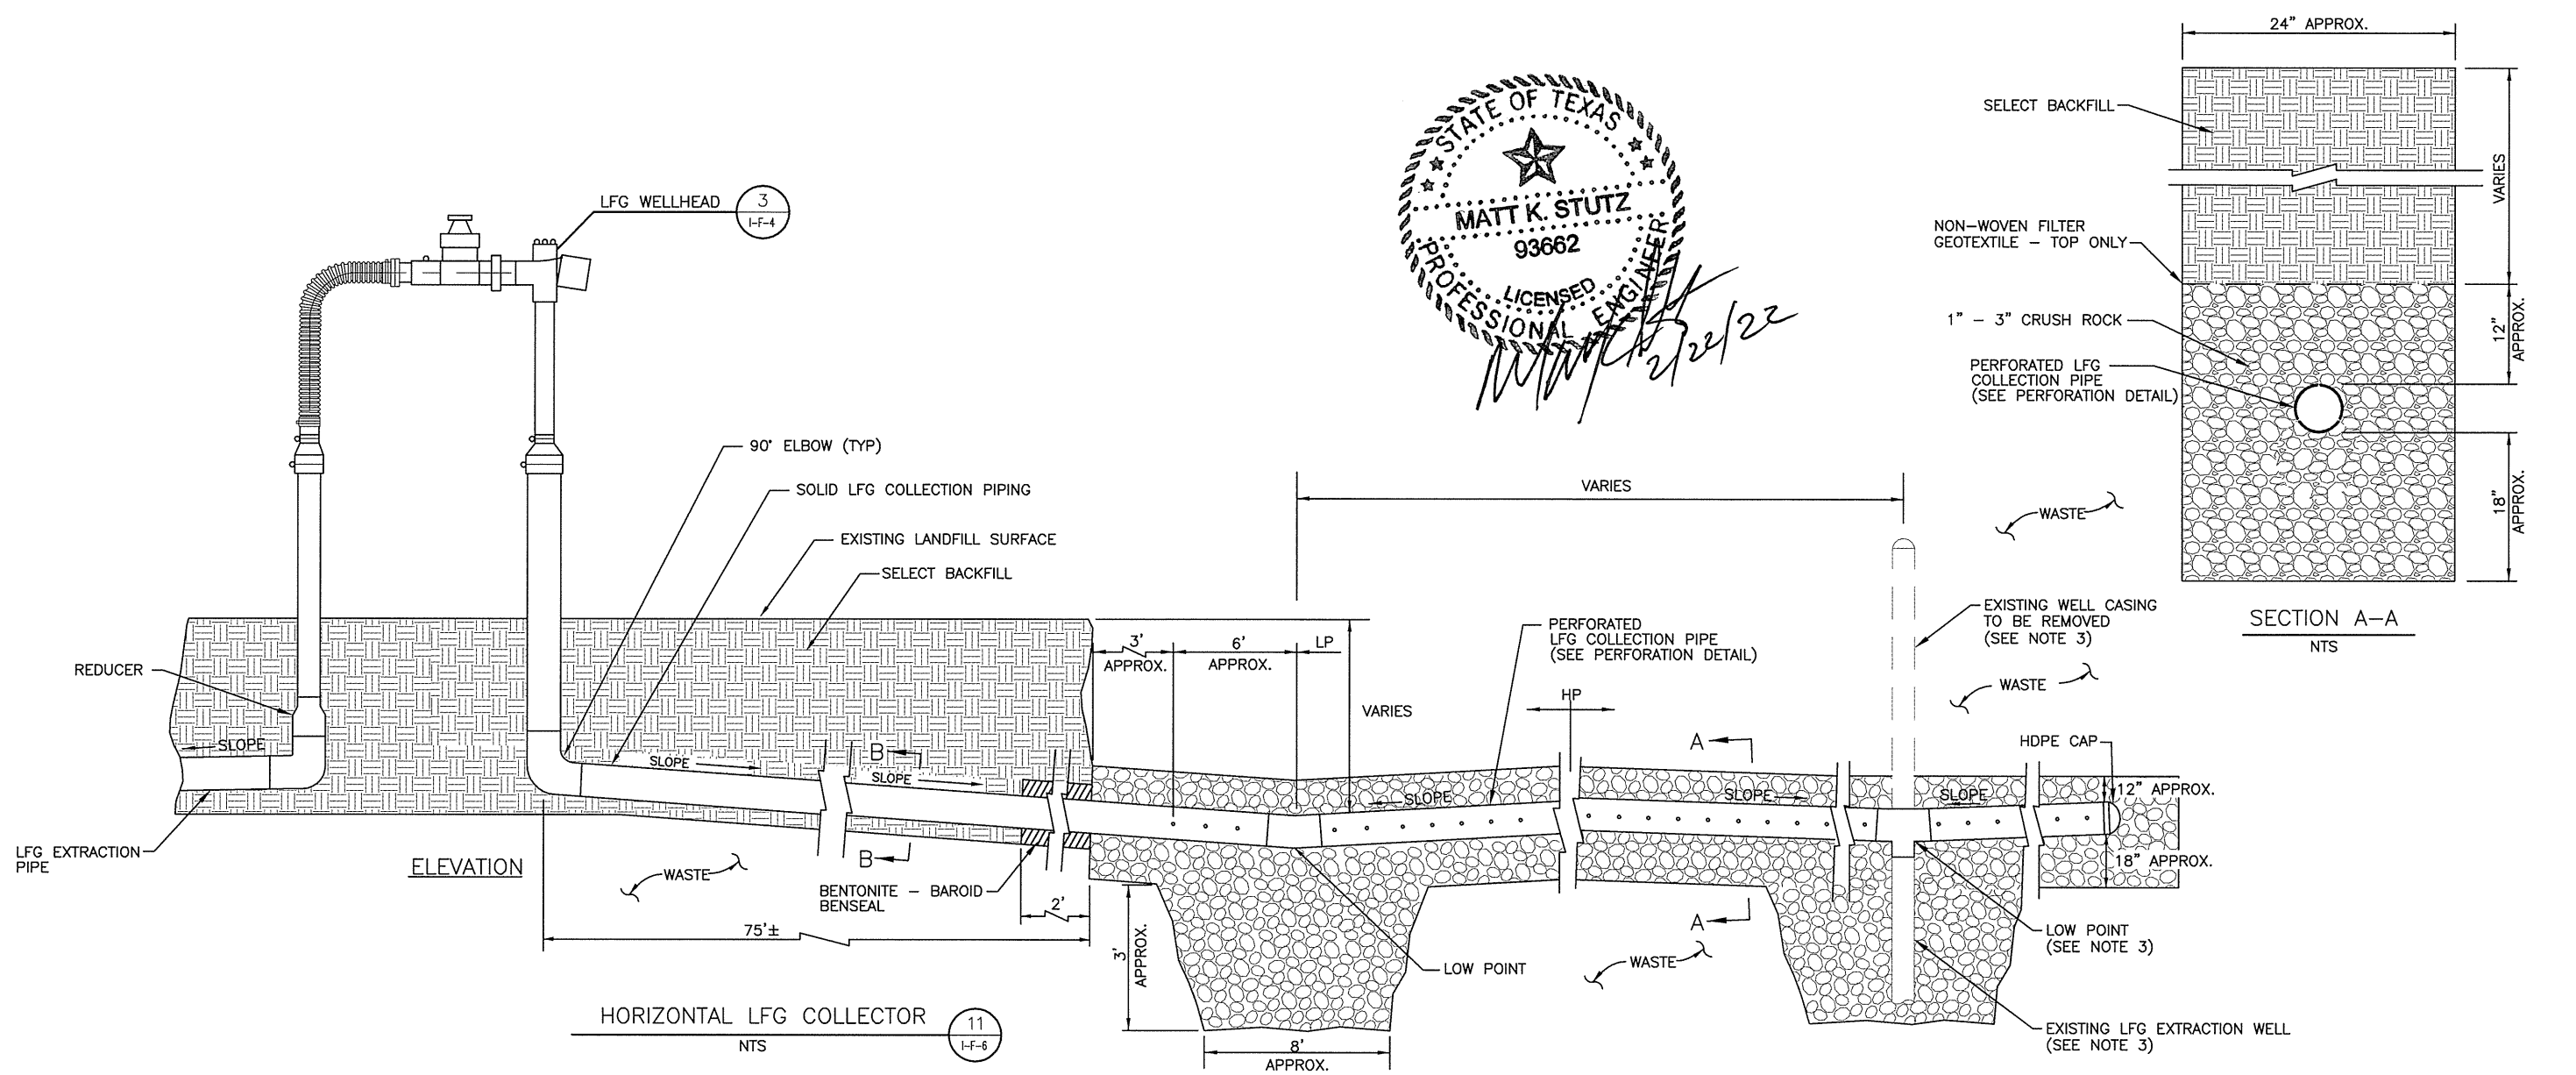 24" APPROX.
SELECT BACKFILL
VARIES
NON-WOVEN FILTER
GEOTEXTILE - TOP ONLY
1" - 3" CRUSH ROCK
12"
APPROX.
PERFORATED LFG
COLLECTION PIPE
(SEE PERFORATION DETAIL)
18"
APPROX.
SECTION A-A
NTS
STATE OF TEXAS
MATT K. STUTZ
93662
LICENSED
PROFESSIONAL ENGINEER
2/22/22
LFG WELLHEAD
3
I-F-4
90° ELBOW (TYP)
SOLID LFG COLLECTION PIPING
EXISTING LANDFILL SURFACE
SELECT BACKFILL
REDUCER
SLOPE
LFG EXTRACTION
PIPE
ELEVATION
SLOPE
B
SLOPE
B
WASTE
BENTONITE - BAROID
BENSEAL
2'
75'±
3'
APPROX.
6'
APPROX.
LP
VARIES
VARIES
PERFORATED
LFG COLLECTION PIPE
(SEE PERFORATION DETAIL)
HP
SLOPE
A
SLOPE
A
WASTE
WASTE
WASTE
EXISTING WELL CASING
TO BE REMOVED
(SEE NOTE 3)
HDPE CAP
SLOPE
12" APPROX.
18" APPROX.
LOW POINT
(SEE NOTE 3)
EXISTING LFG EXTRACTION WELL
(SEE NOTE 3)
LOW POINT
3'
APPROX.
8'
APPROX.
HORIZONTAL LFG COLLECTOR
NTS
11
I-F-6